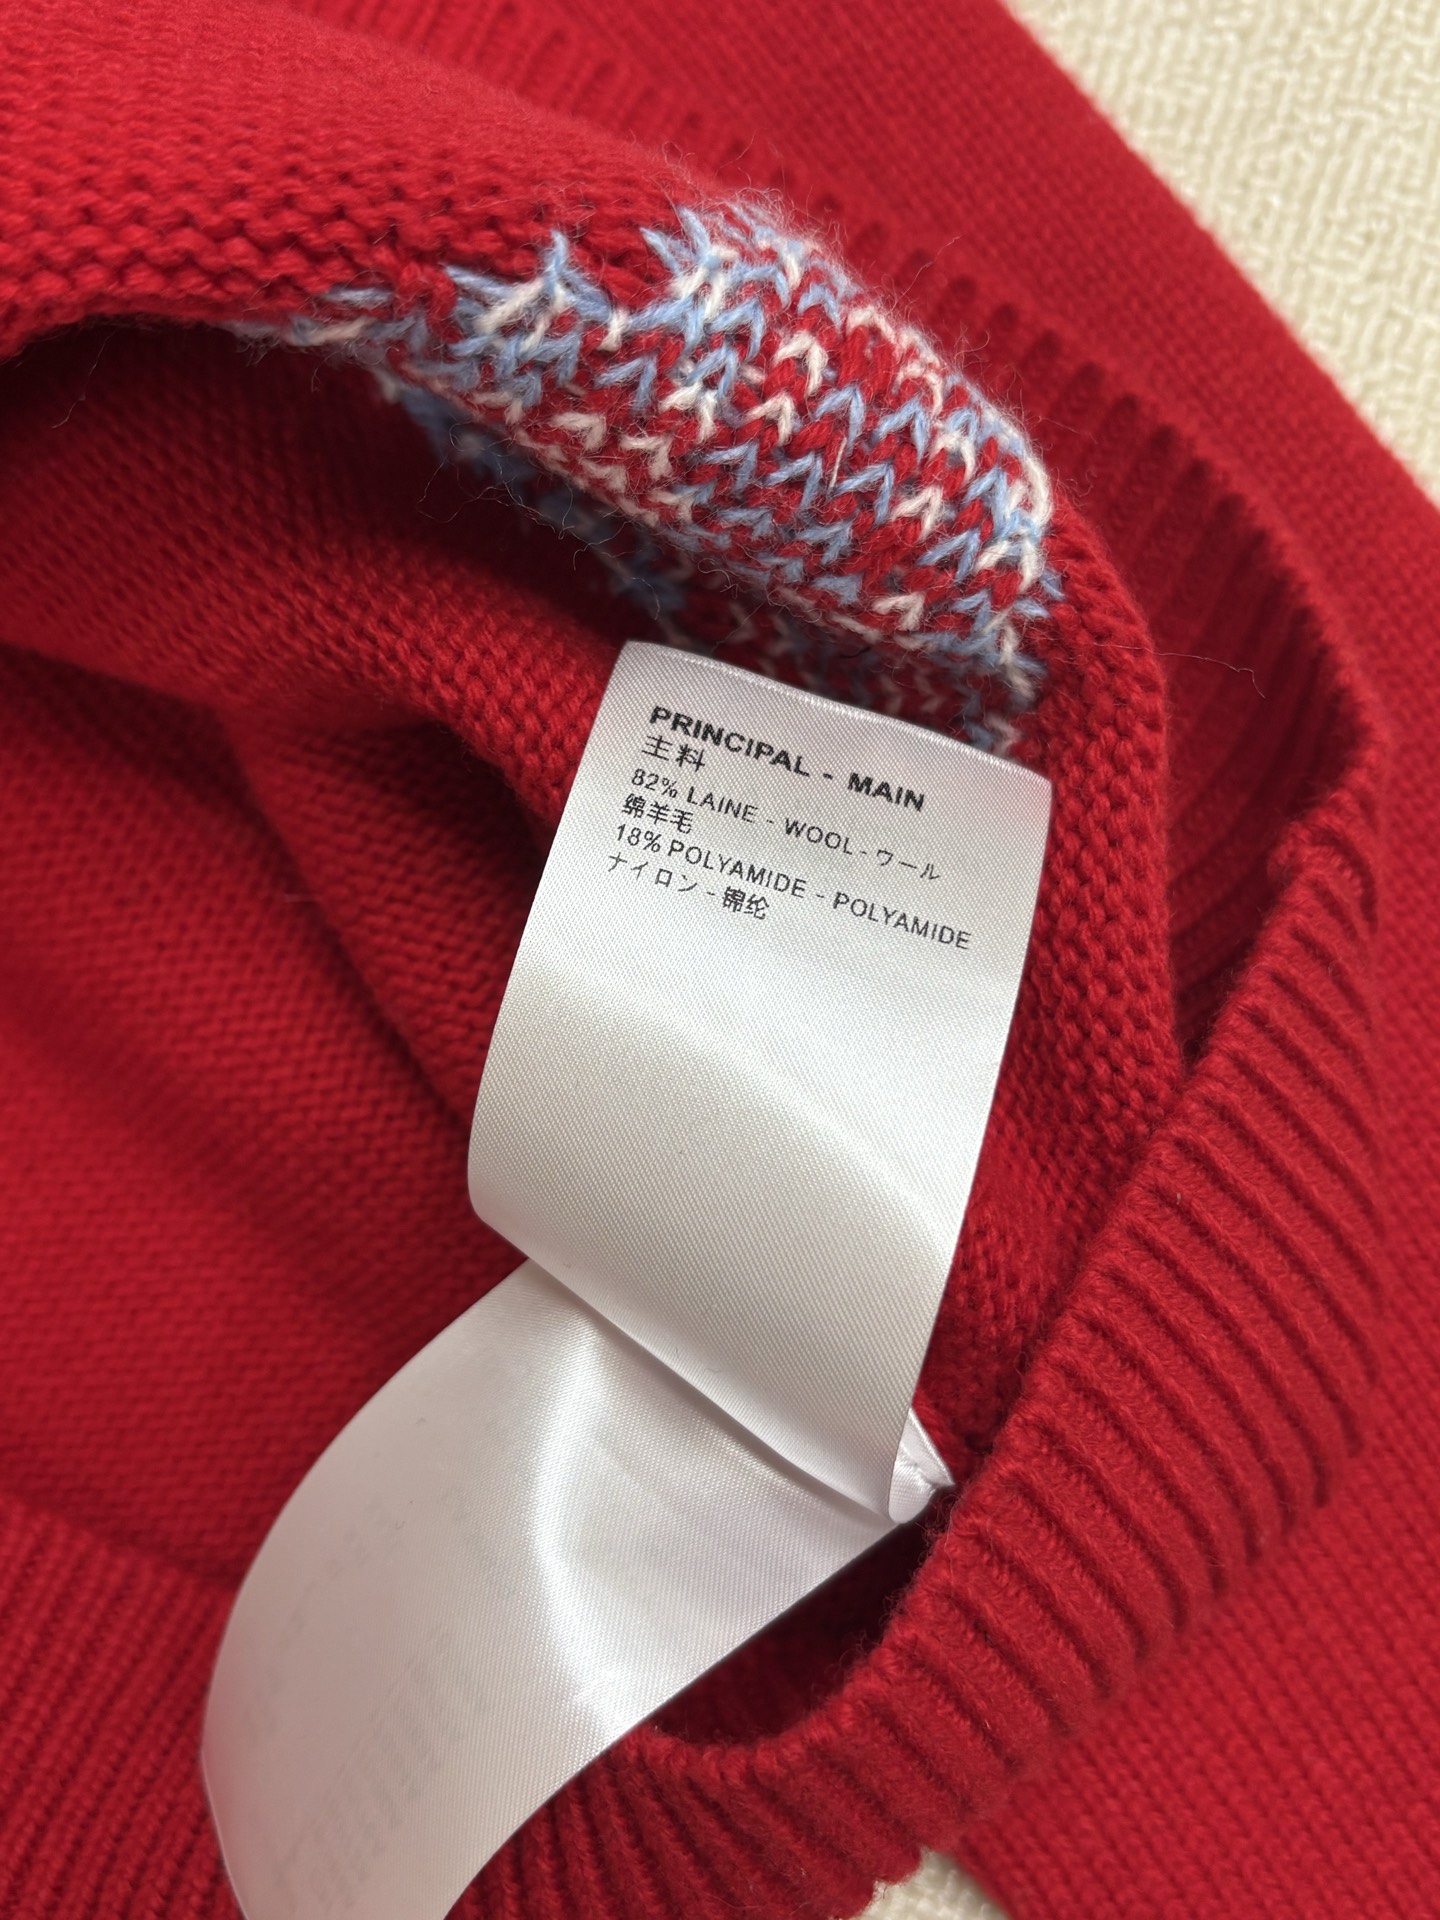 PRINCIPAL - MAIN
主料
82% LAINE - WOOL - ウール
绵羊毛
18% POLYAMIDE - POLYAMIDE
ナイロン - 锦纶